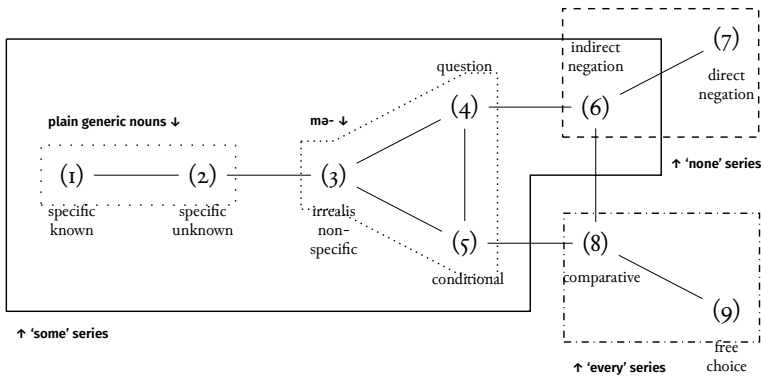 (7)
indirect
negation
direct
negation
question
(4)
(6)
plain generic nouns ↓
mə- ↓
↑ ‘none’ series
(1)
(2)
(3)
specific
known
specific
unknown
irrealis
non-
specific
(5)
(8)
conditional
comparative
(9)
↑ ‘some’ series
free
choice
↑ ‘every’ series